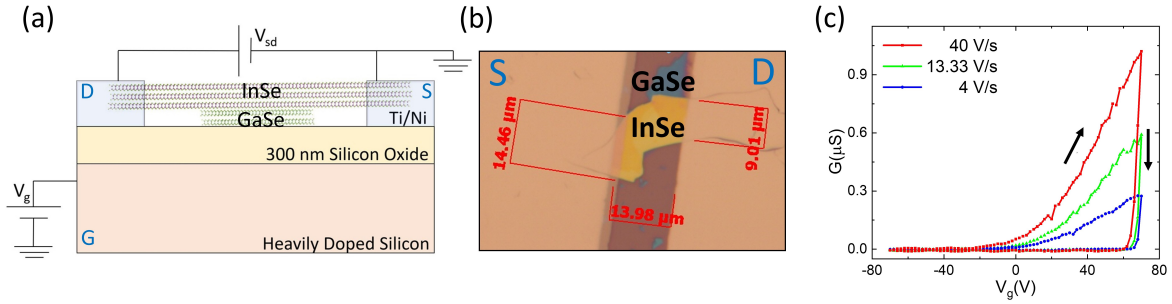 (a)
V_sd
D
InSe
S
GaSe
Ti/Ni
300 nm Silicon Oxide
V_g
G
Heavily Doped Silicon
(b)
S
GaSe
D
InSe
14.46 μm
9.01 μm
13.98 μm
(c)
40 V/s
13.33 V/s
4 V/s
G(μS)
0.9
0.6
0.3
0.0
-80
-40
0
40
80
V_g(V)